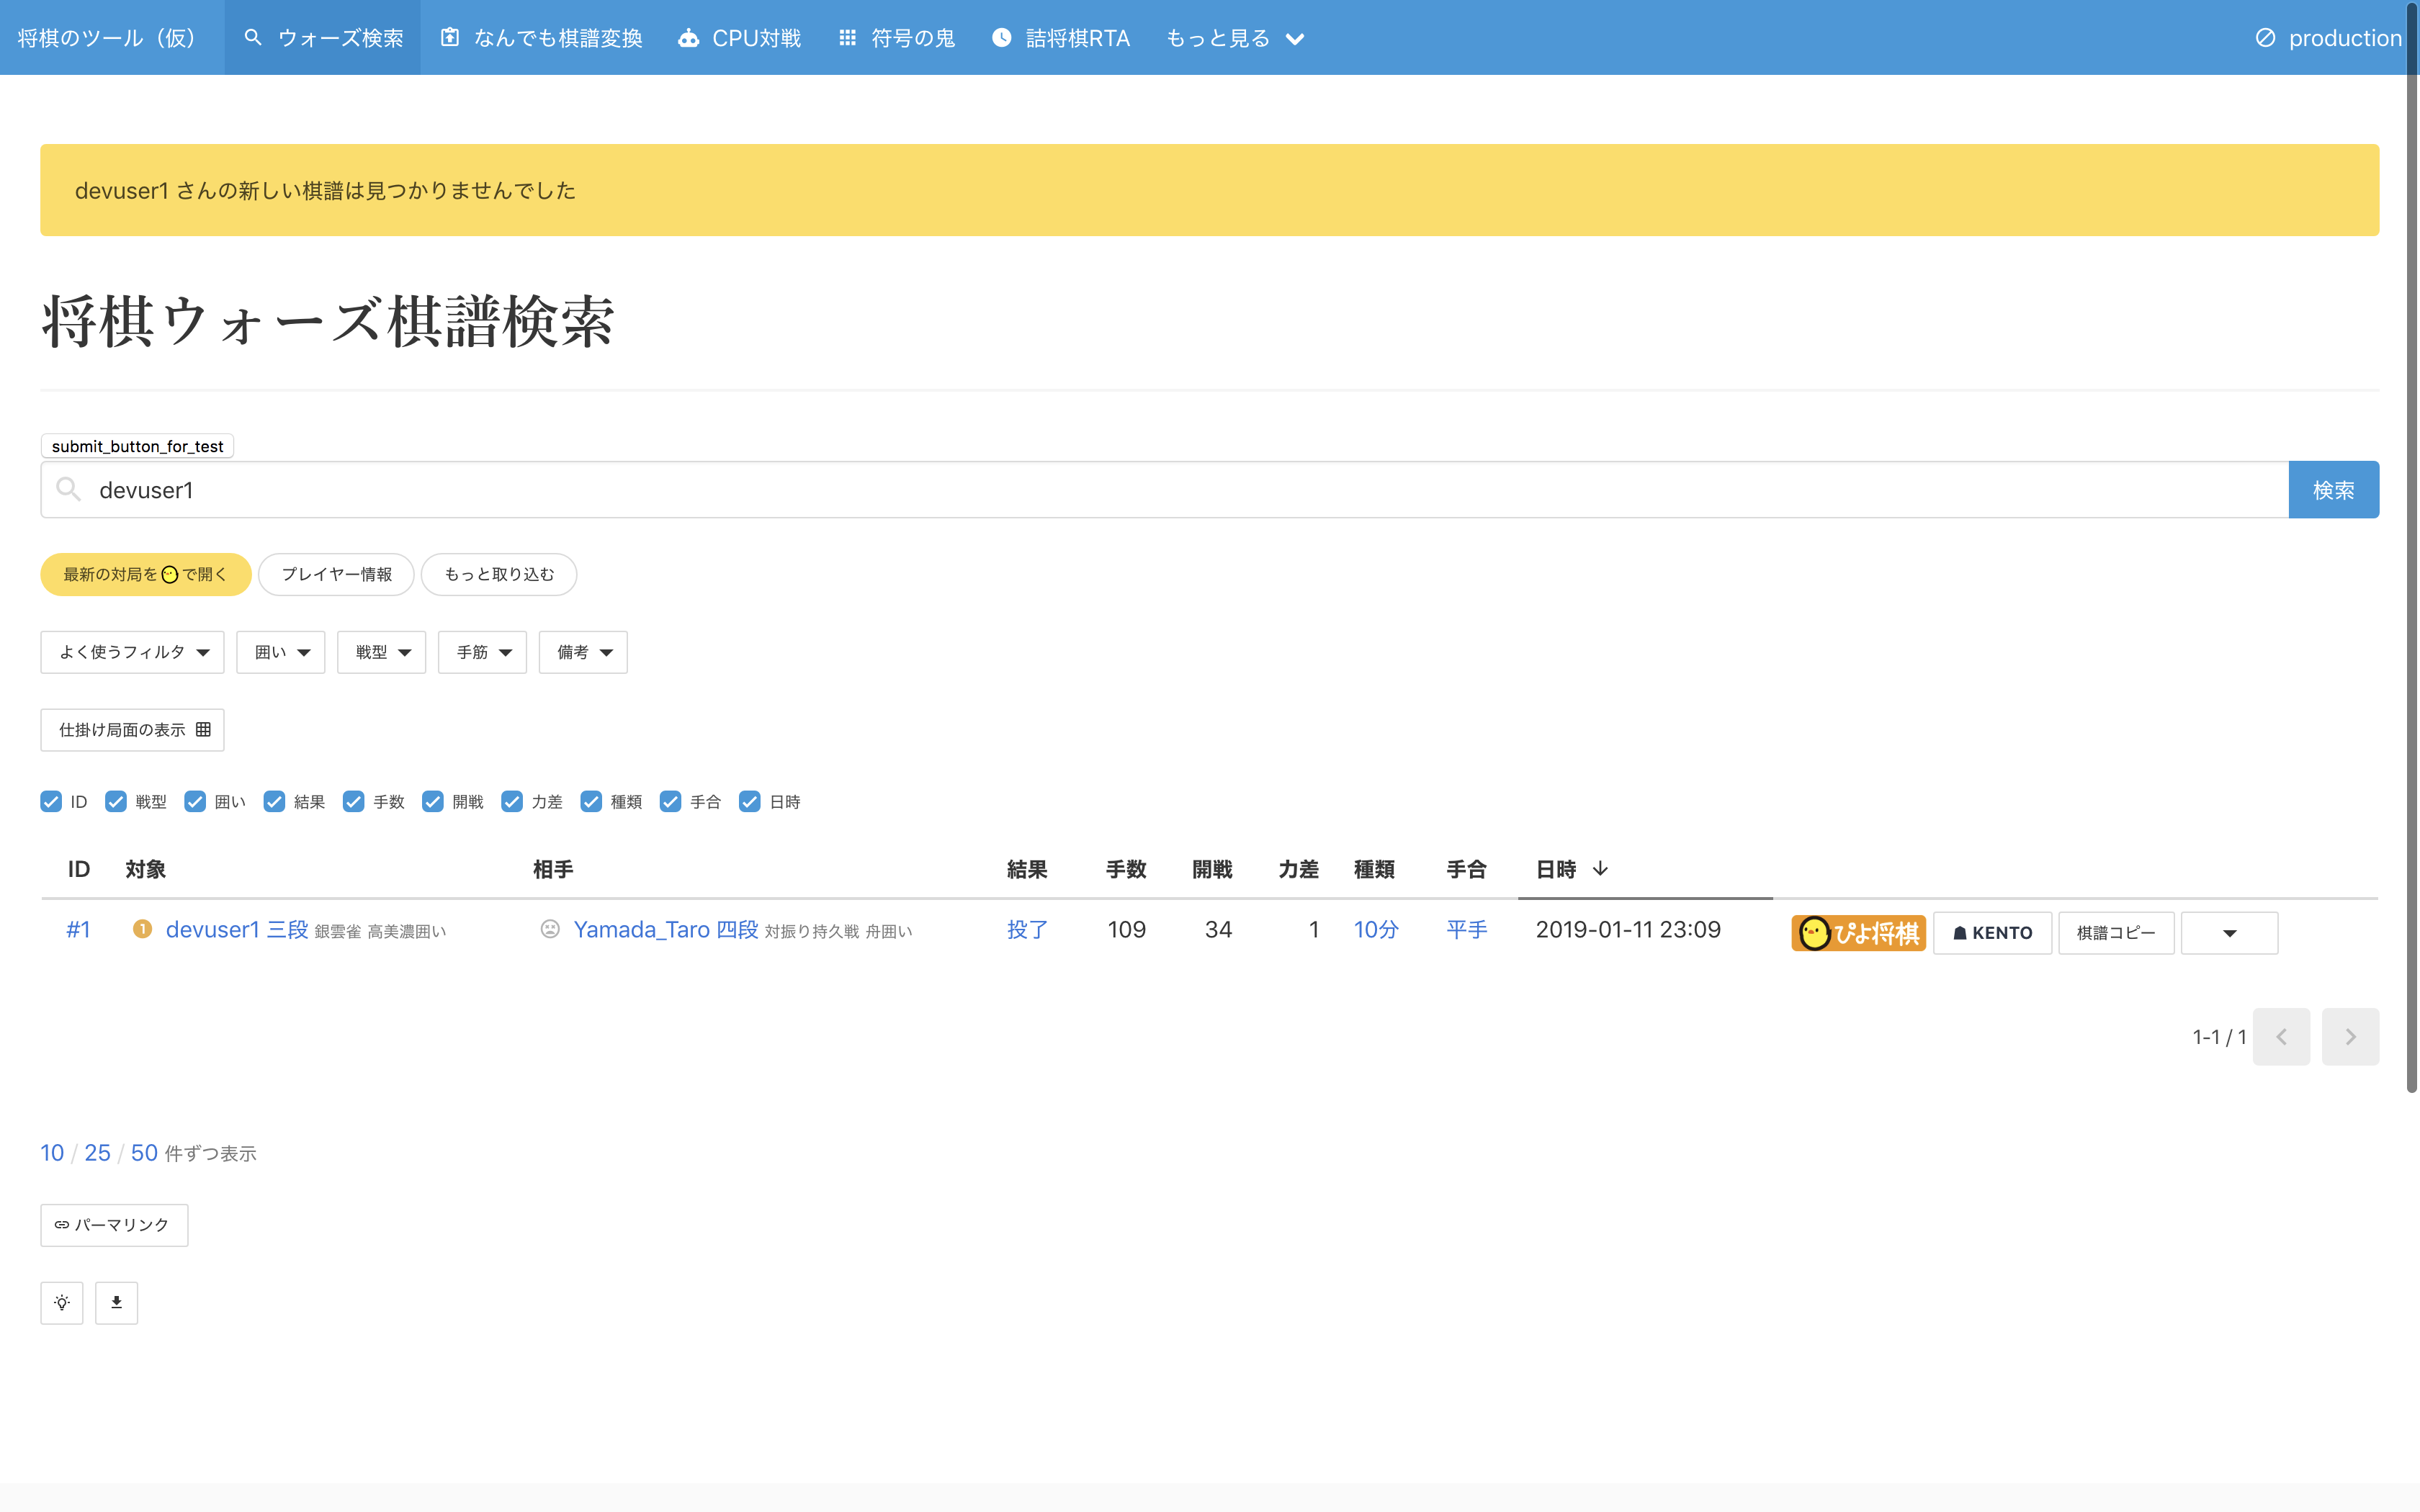 将棋のツール（仮） ウォーズ検索 なんでも棋譜変換 CPU対戦 符号の鬼 詰将棋RTA もっと見る production
devuser1 さんの新しい棋譜は見つかりませんでした
将棋ウォーズ棋譜検索
submit_button_for_test
devuser1 検索
最新の対局をで開く プレイヤー情報 もっと取り込む
よく使うフィルタ 囲い 戦型 手筋 備考
仕掛け局面の表示
ID 戦型 囲い 結果 手数 開戦 力差 種類 手合 日時
ID 対象 相手 結果 手数 開戦 力差 種類 手合 日時
#1 1 devuser1 三段 銀雲雀 高美濃囲い Yamada_Taro 四段 対振り持久戦 舟囲い 投了 109 34 1 10分 平手 2019-01-11 23:09 ぴよ将棋 KENTO 棋譜コピー
1-1 / 1
10 / 25 / 50 件ずつ表示
パーマリンク